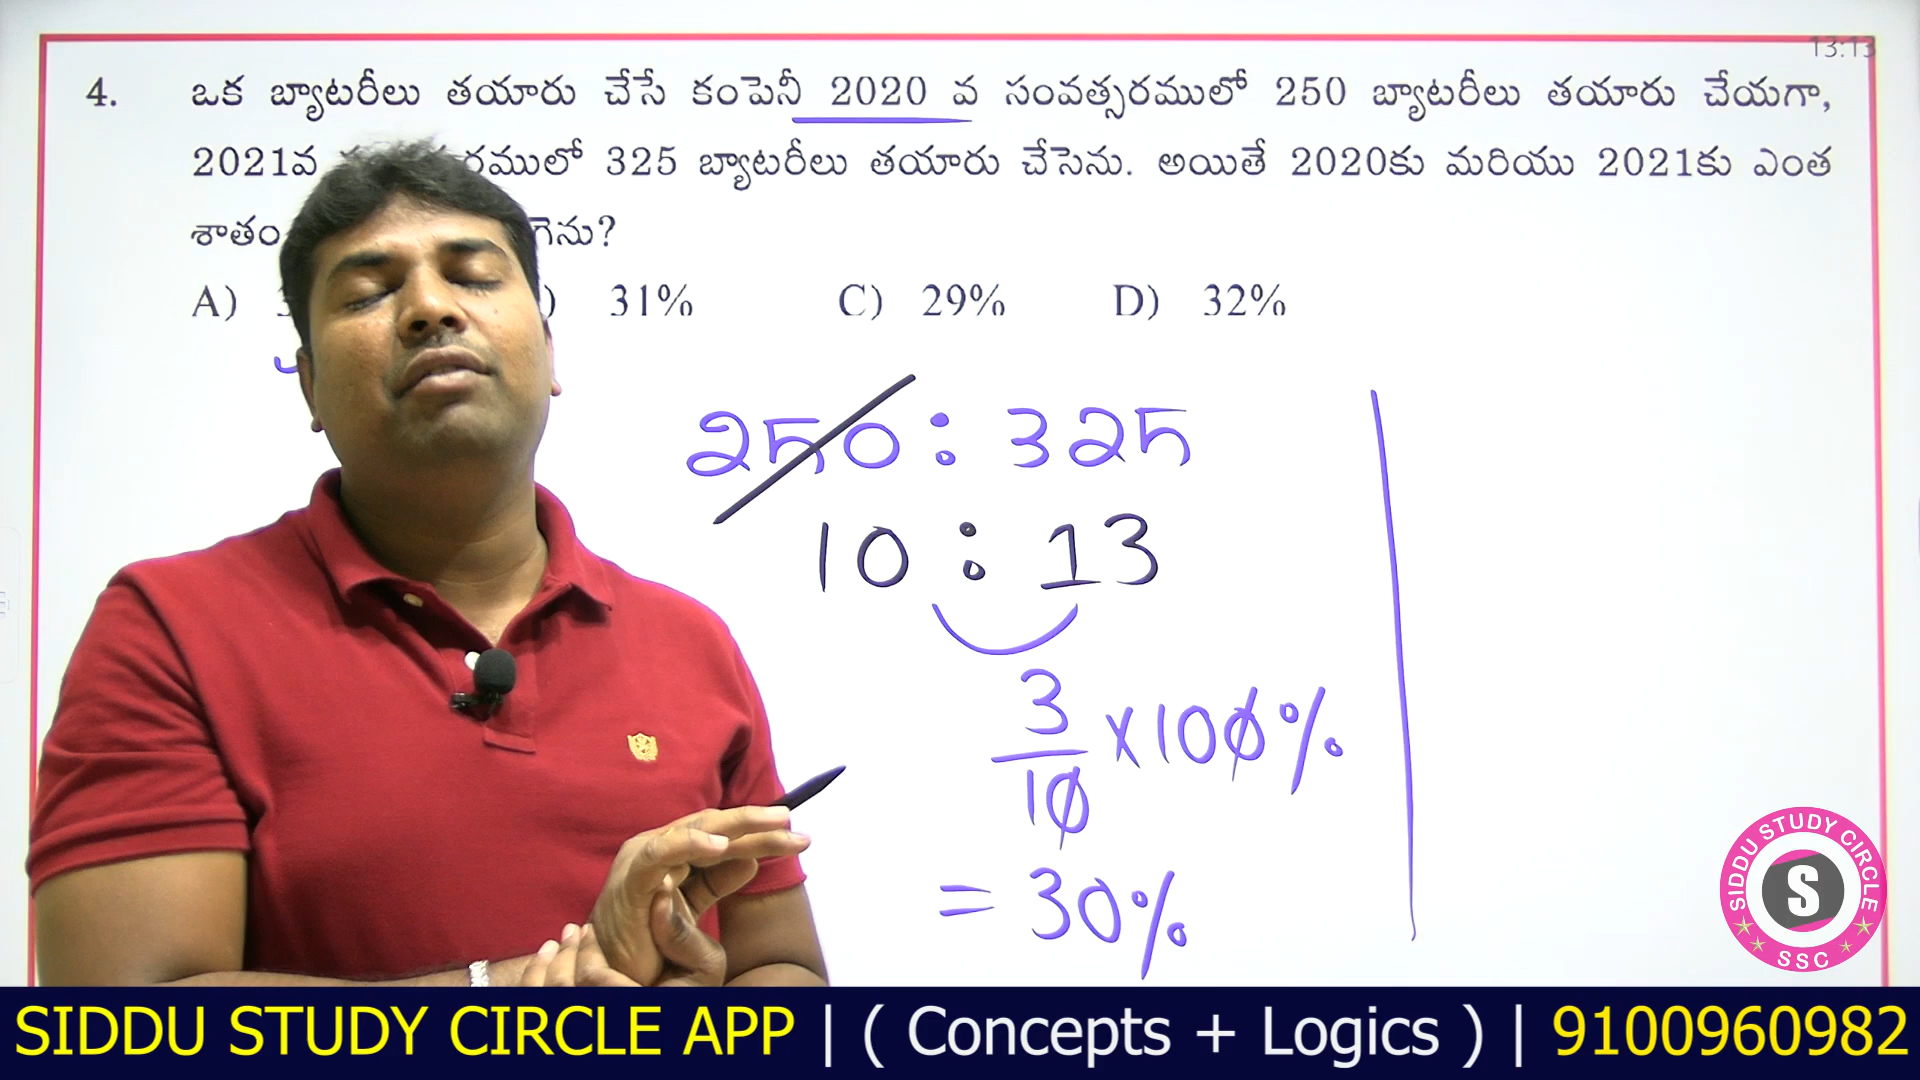 13:13
4. ఒక బ్యాటరీలు తయారు చేసే కంపెనీ 2020 వ సంవత్సరములో 250 బ్యాటరీలు తయారు చేయగా,
2021వ రములో 325 బ్యాటరీలు తయారు చేసెను. అయితే 2020కు మరియు 2021కు ఎంత
శాతం గెను?
A) ) 31% C) 29% D) 32%
250 : 325
10 : 13
3
10 × 100%
= 30%
SIDDU STUDY CIRCLE
S
SSC
SIDDU STUDY CIRCLE APP | ( Concepts + Logics ) | 9100960982